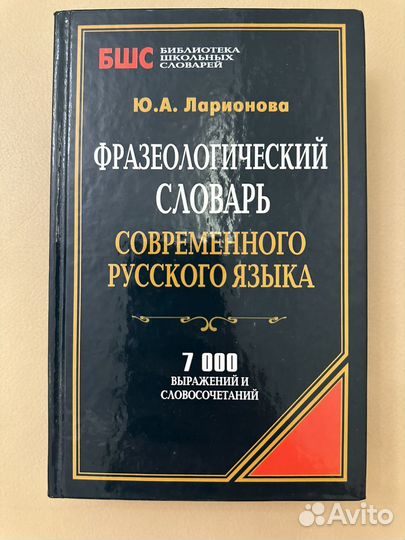 БШС
БИБЛИОТЕКА
ШКОЛЬНЫХ
СЛОВАРЕЙ
Ю.А. Ларионова
ФРАЗЕОЛОГИЧЕСКИЙ
СЛОВАРЬ
СОВРЕМЕННОГО
РУССКОГО ЯЗЫКА
7 000
ВЫРАЖЕНИЙ И
СЛОВОСОЧЕТАНИЙ
Avito